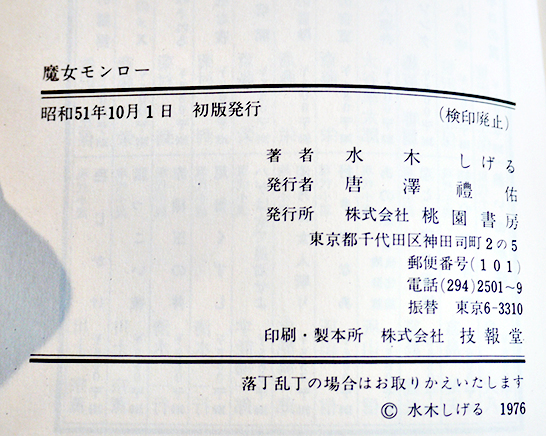 魔女モンロー
昭和51年10月1日 初版発行
(検印廃止)
著者 水木しげる
発行者 唐澤禮佑
発行所 株式会社 桃園書房
東京都千代田区神田司町2の5
郵便番号(101)
電話(294)2501〜9
振替 東京6-3310
印刷・製本所 株式会社 技報堂
落丁乱丁の場合はお取りかえいたします
© 水木しげる 1976